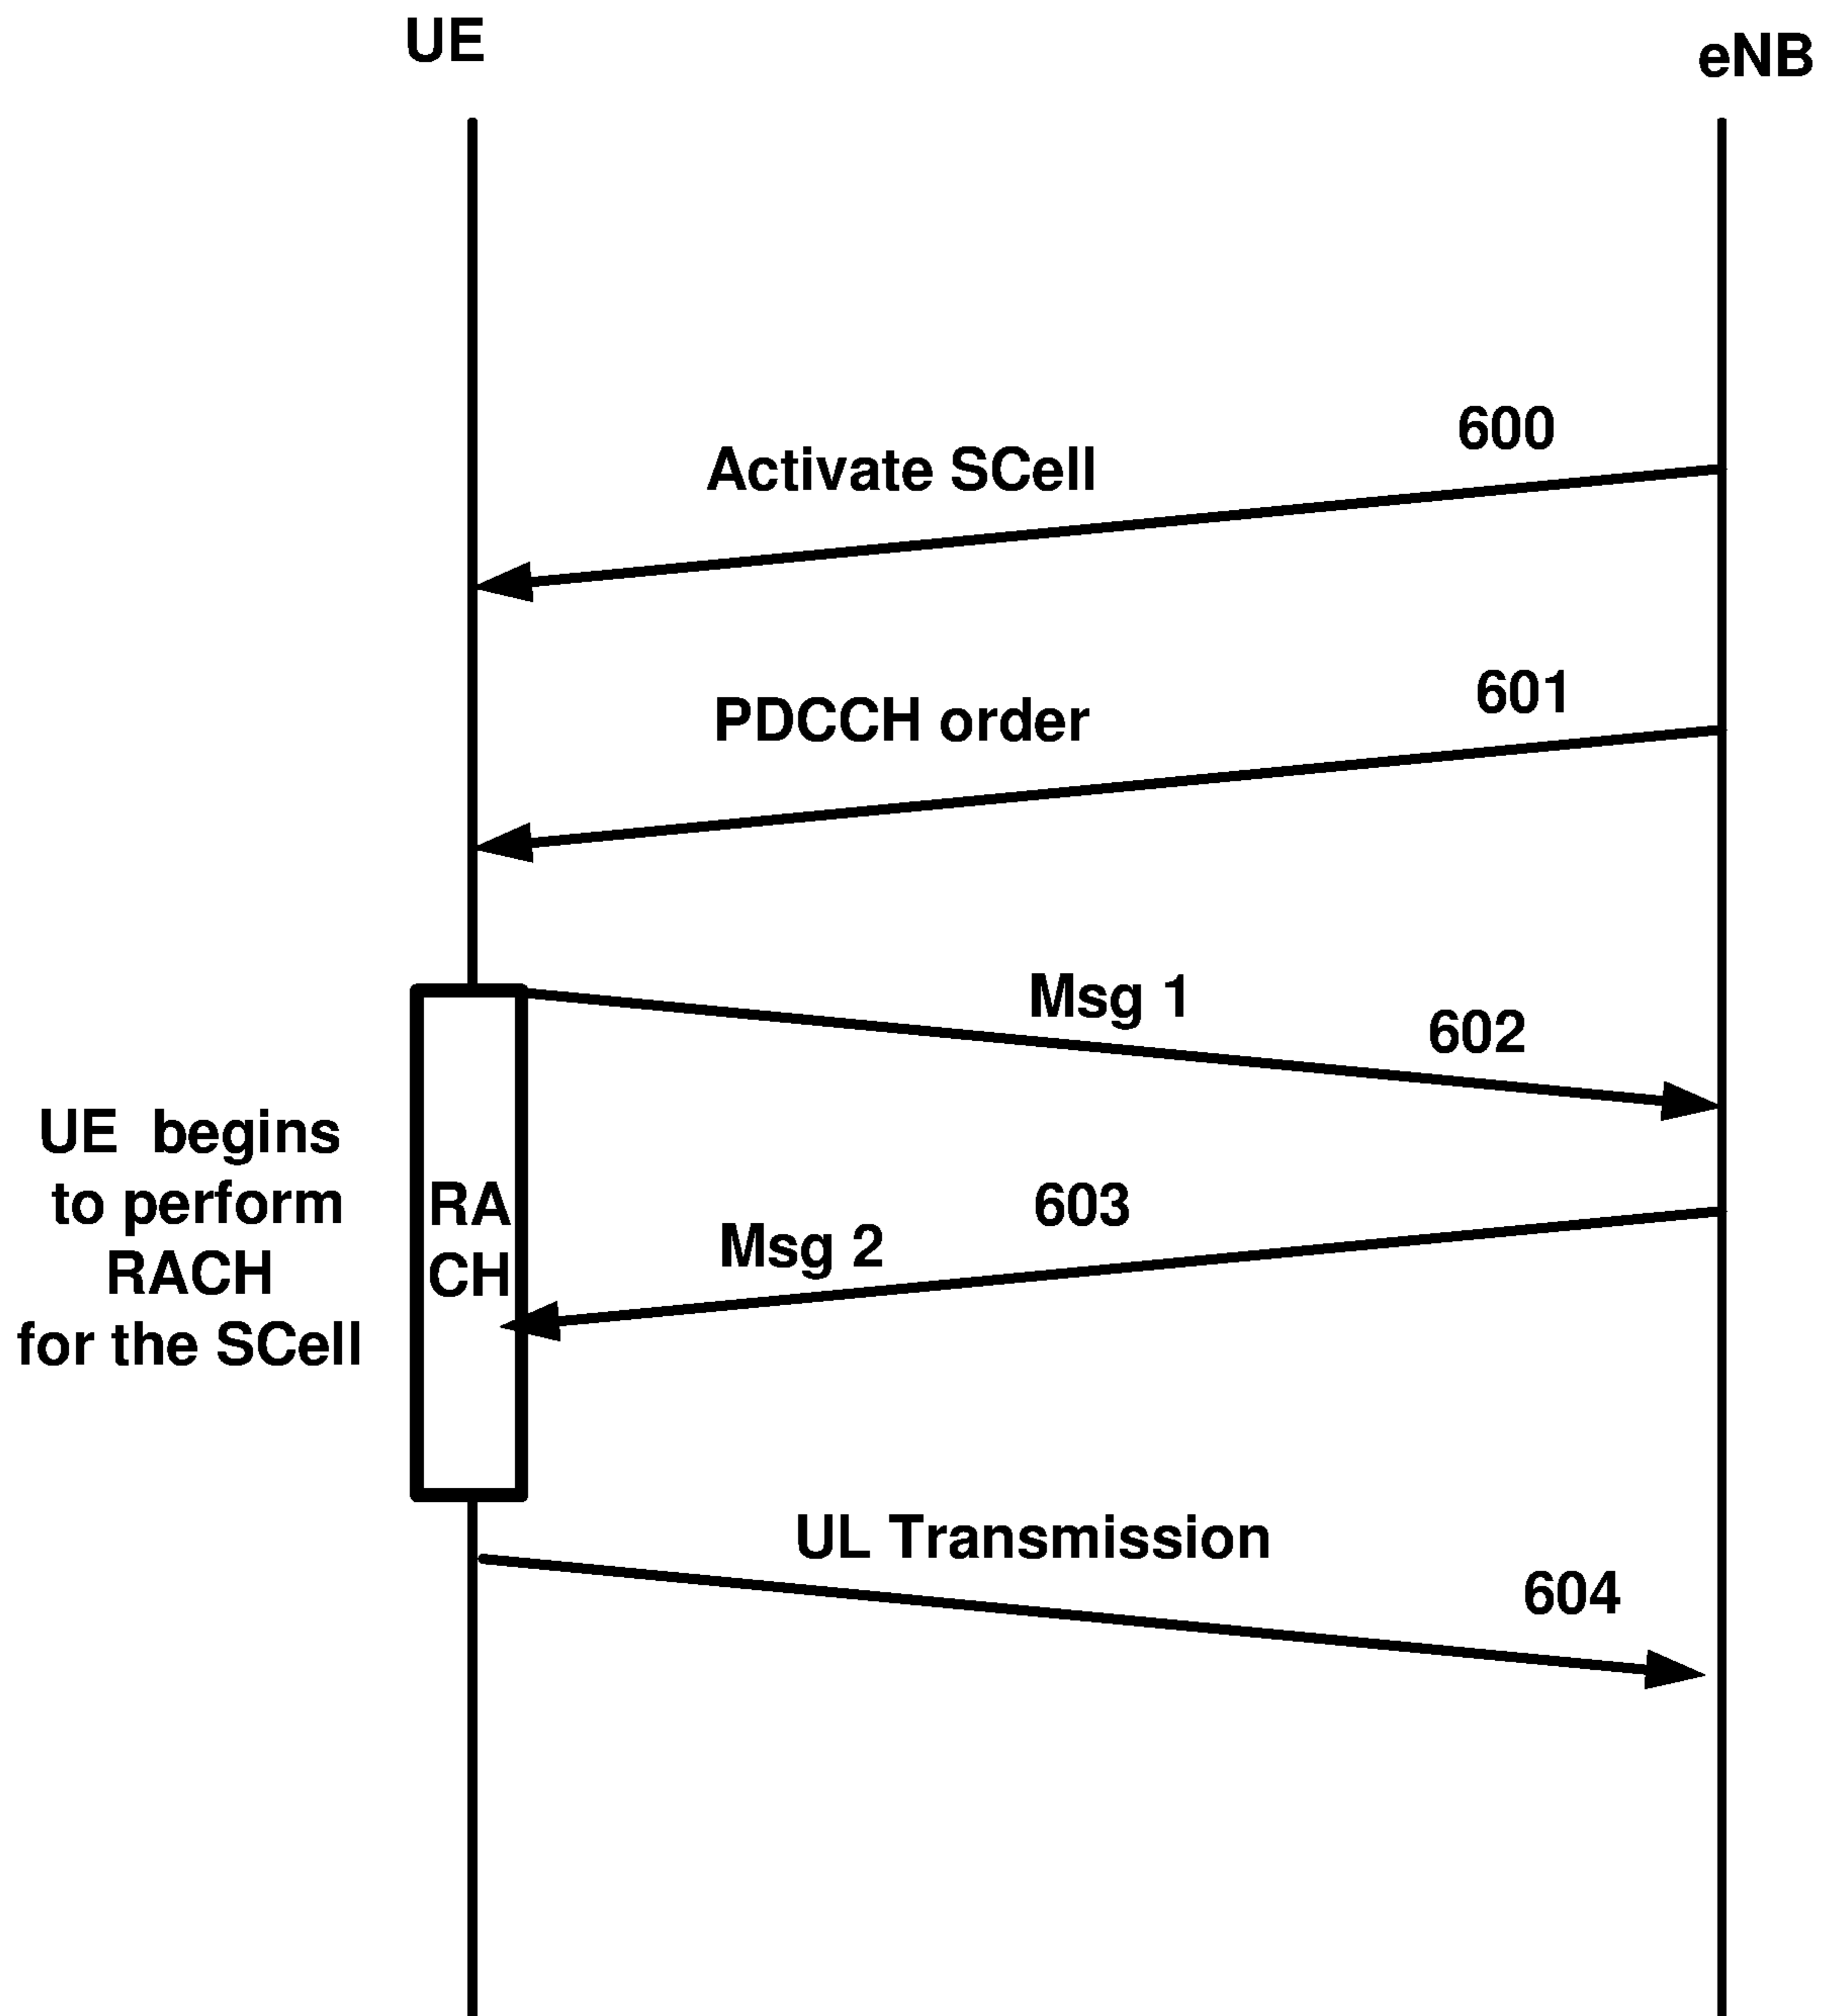 UE
eNB
600
Activate SCell
601
PDCCH order
Msg 1
602
UE begins
to perform
RACH
for the SCell
RA
CH
603
Msg 2
UL Transmission
604